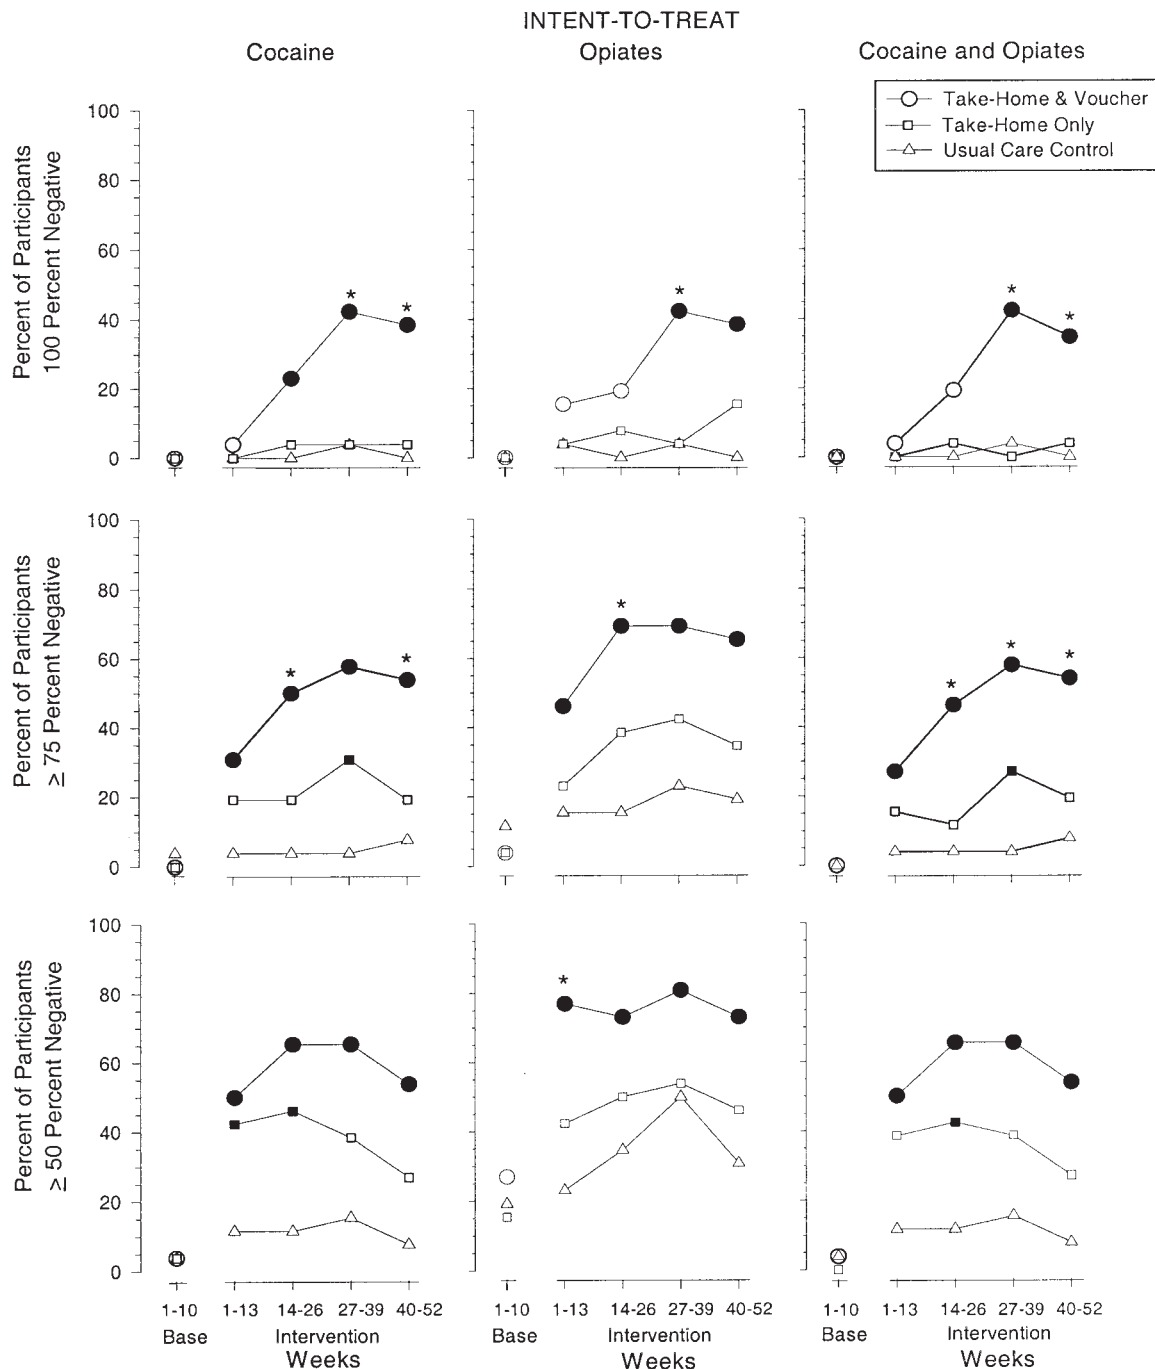 INTENT-TO-TREAT
Cocaine
Opiates
Cocaine and Opiates
Take-Home & Voucher
Take-Home Only
Usual Care Control
Percent of Participants
100 Percent Negative
100
80
60
40
20
0
* *
*
* *
Percent of Participants
≥ 75 Percent Negative
100
80
60
40
20
0
* *
*
* * *
Percent of Participants
≥ 50 Percent Negative
100
80
60
40
20
0
*
1-10 1-13 14-26 27-39 40-52
Base Intervention
Weeks
1-10 1-13 14-26 27-39 40-52
Base Intervention
Weeks
1-10 1-13 14-26 27-39 40-52
Base Intervention
Weeks